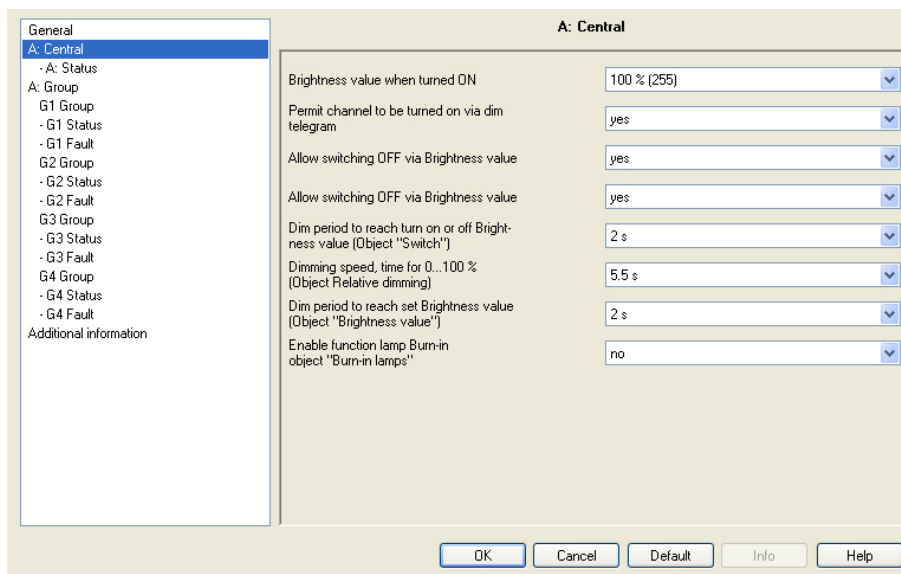 General
A: Central
- A: Status
A: Group
G1 Group
- G1 Status
- G1 Fault
G2 Group
- G2 Status
- G2 Fault
G3 Group
- G3 Status
- G3 Fault
G4 Group
- G4 Status
- G4 Fault
Additional information
A: Central
Brightness value when turned ON
100 % (255)
Permit channel to be turned on via dim
telegram
yes
Allow switching OFF via Brightness value
yes
Allow switching OFF via Brightness value
yes
Dim period to reach turn on or off Bright-
ness value (Object "Switch")
2 s
Dimming speed, time for 0...100 %
(Object Relative dimming)
5.5 s
Dim period to reach set Brightness value
(Object "Brightness value")
2 s
Enable function lamp Burn-in
object "Burn-in lamps"
no
OK
Cancel
Default
Info
Help